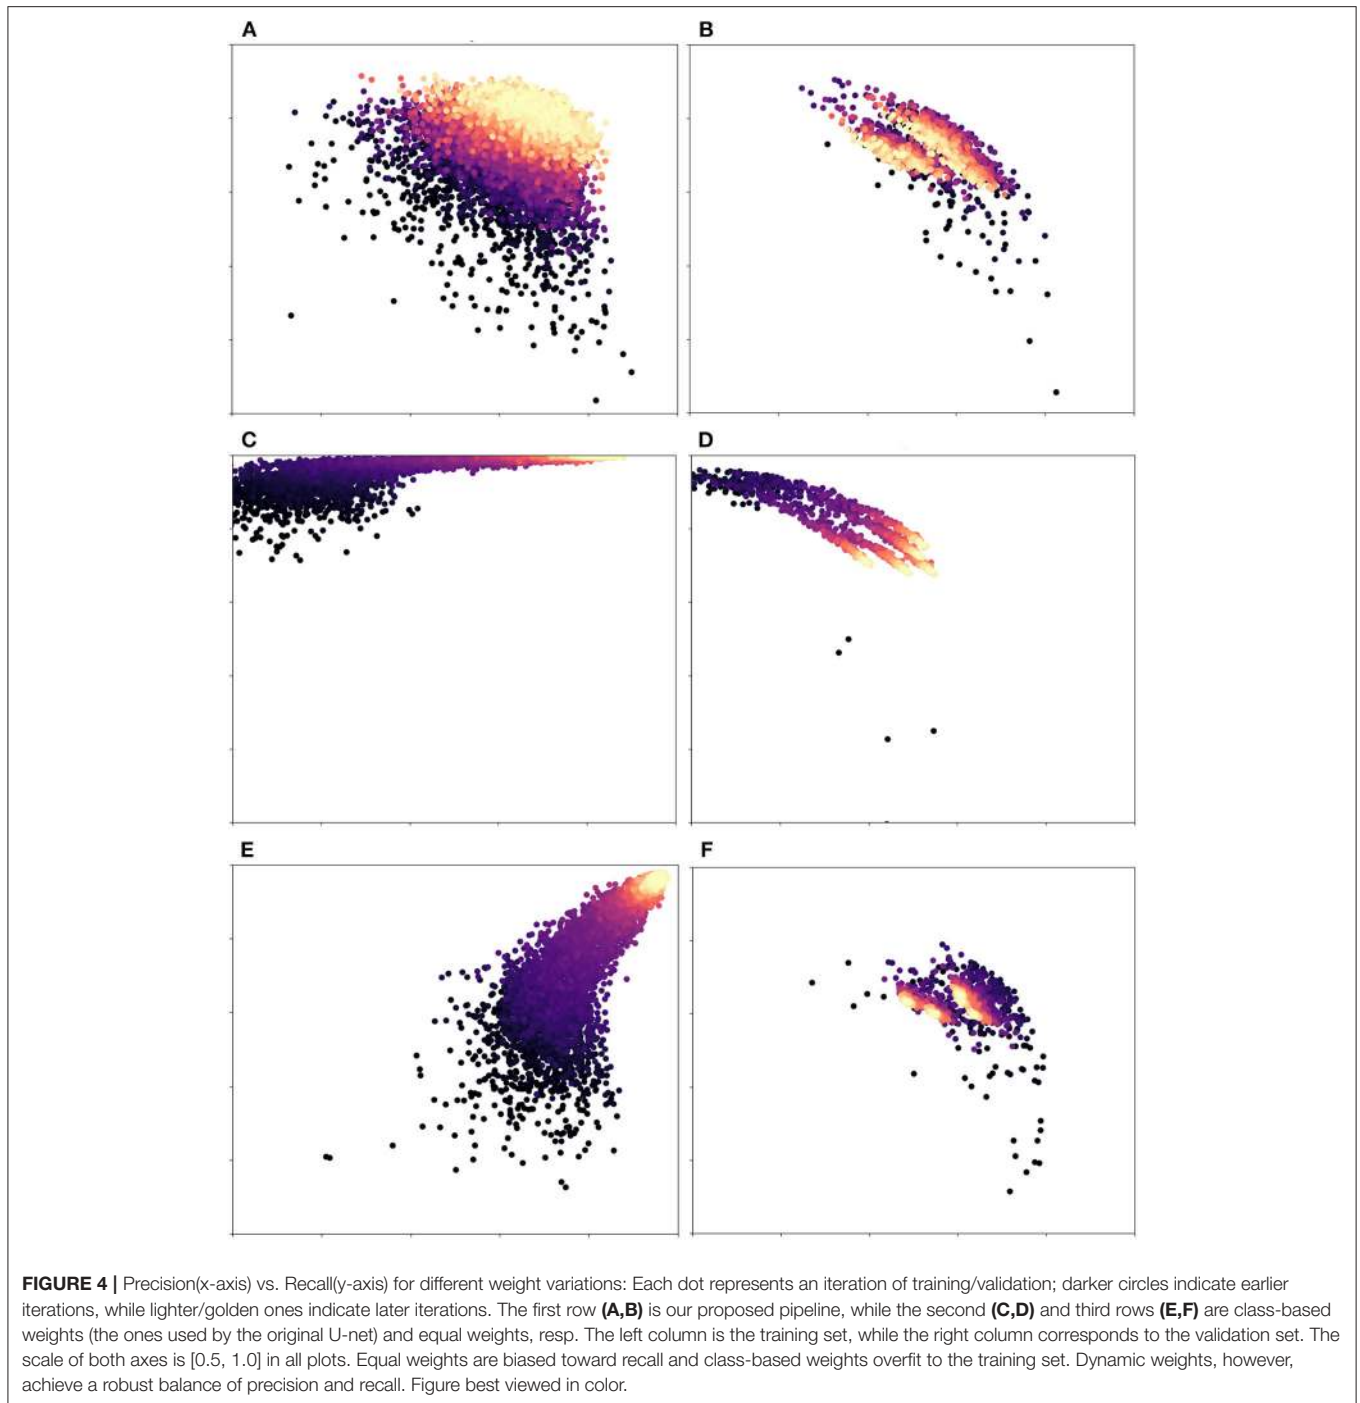 A
B
C
D
E
F
FIGURE 4 | Precision(x-axis) vs. Recall(y-axis) for different weight variations: Each dot represents an iteration of training/validation; darker circles indicate earlier
iterations, while lighter/golden ones indicate later iterations. The first row (A,B) is our proposed pipeline, while the second (C,D) and third rows (E,F) are class-based
weights (the ones used by the original U-net) and equal weights, resp. The left column is the training set, while the right column corresponds to the validation set. The
scale of both axes is [0.5, 1.0] in all plots. Equal weights are biased toward recall and class-based weights overfit to the training set. Dynamic weights, however,
achieve a robust balance of precision and recall. Figure best viewed in color.